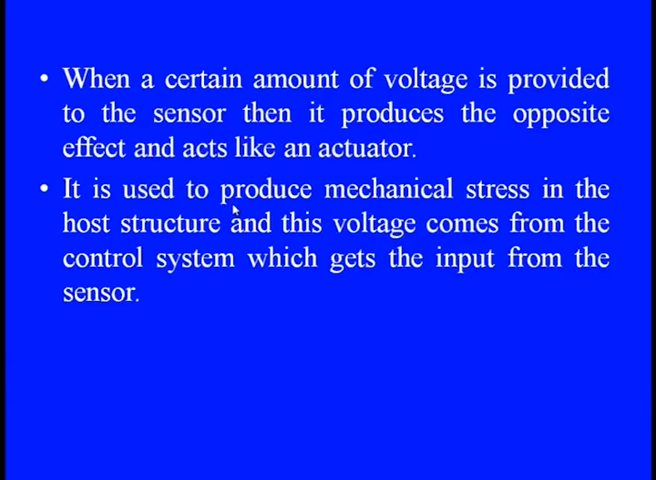 • When a certain amount of voltage is provided
to the sensor then it produces the opposite
effect and acts like an actuator.
• It is used to produce mechanical stress in the
host structure and this voltage comes from the
control system which gets the input from the
sensor.